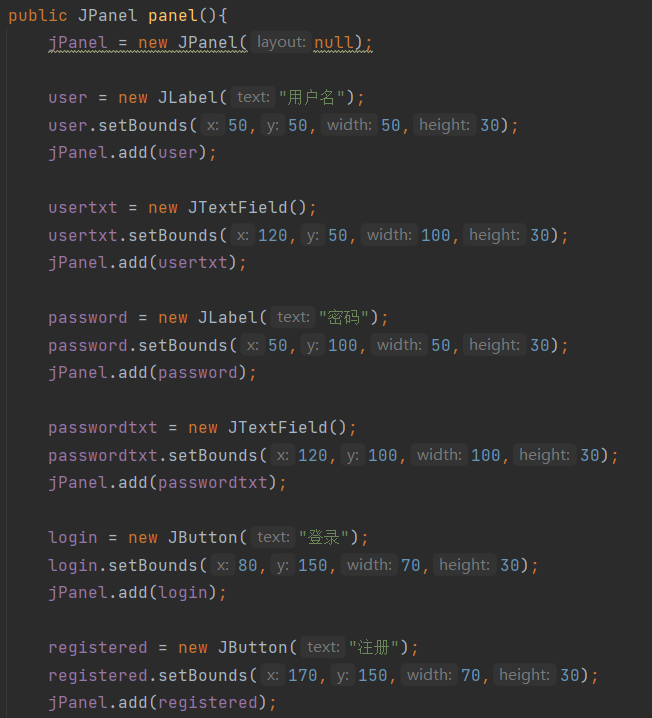 public JPanel panel(){
jPanel = new JPanel( layout: null);
user = new JLabel( text: "用户名");
user.setBounds( x: 50, y: 50, width: 50, height: 30);
jPanel.add(user);
usertxt = new JTextField();
usertxt.setBounds( x: 120, y: 50, width: 100, height: 30);
jPanel.add(usertxt);
password = new JLabel( text: "密码");
password.setBounds( x: 50, y: 100, width: 50, height: 30);
jPanel.add(password);
passwordtxt = new JTextField();
passwordtxt.setBounds( x: 120, y: 100, width: 100, height: 30);
jPanel.add(passwordtxt);
login = new JButton( text: "登录");
login.setBounds( x: 80, y: 150, width: 70, height: 30);
jPanel.add(login);
registered = new JButton( text: "注册");
registered.setBounds( x: 170, y: 150, width: 70, height: 30);
jPanel.add(registered);